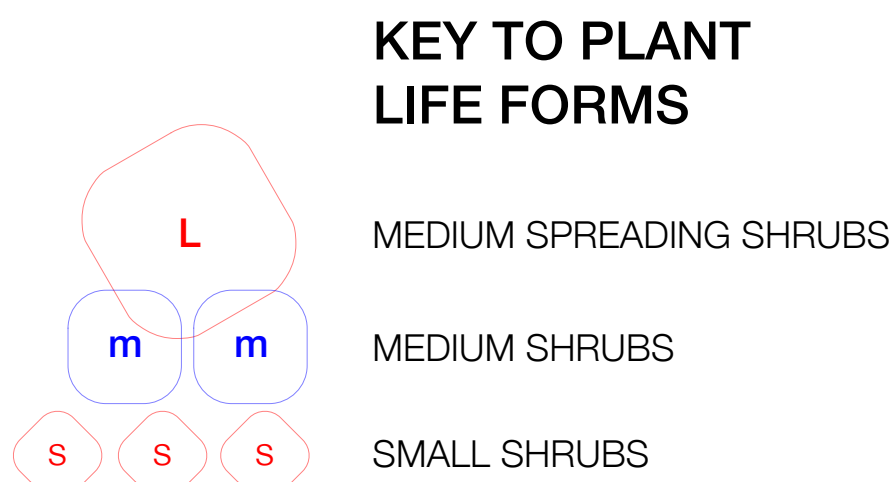 KEY TO PLANT
LIFE FORMS
L
MEDIUM SPREADING SHRUBS
m m
MEDIUM SHRUBS
S S S
SMALL SHRUBS